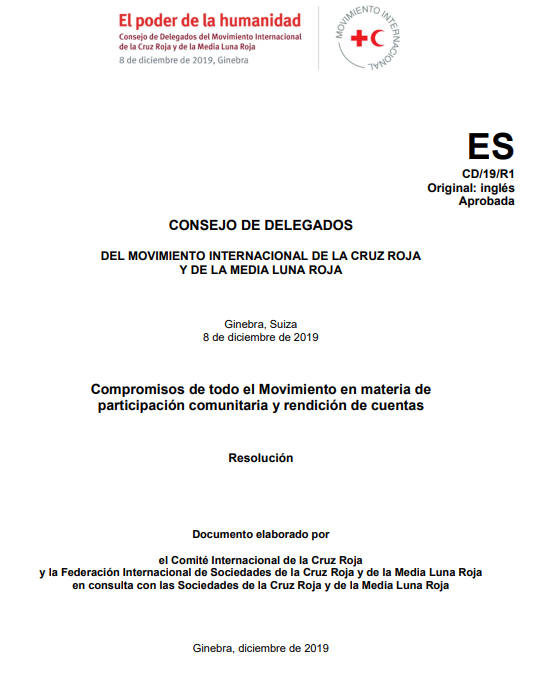 El poder de la humanidad
Consejo de Delegados del Movimiento Internacional
de la Cruz Roja y de la Media Luna Roja
8 de diciembre de 2019, Ginebra
MOVIMIENTO INTERNACIONAL
ES
CD/19/R1
Original: inglés
Aprobada
CONSEJO DE DELEGADOS
DEL MOVIMIENTO INTERNACIONAL DE LA CRUZ ROJA
Y DE LA MEDIA LUNA ROJA
Ginebra, Suiza
8 de diciembre de 2019
Compromisos de todo el Movimiento en materia de
participación comunitaria y rendición de cuentas
Resolución
Documento elaborado por
el Comité Internacional de la Cruz Roja
y la Federación Internacional de Sociedades de la Cruz Roja y de la Media Luna Roja
en consulta con las Sociedades de la Cruz Roja y de la Media Luna Roja
Ginebra, diciembre de 2019